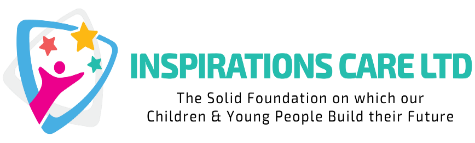 INSPIRATIONS CARE LTD
The Solid Foundation on which our
Children & Young People Build their Future